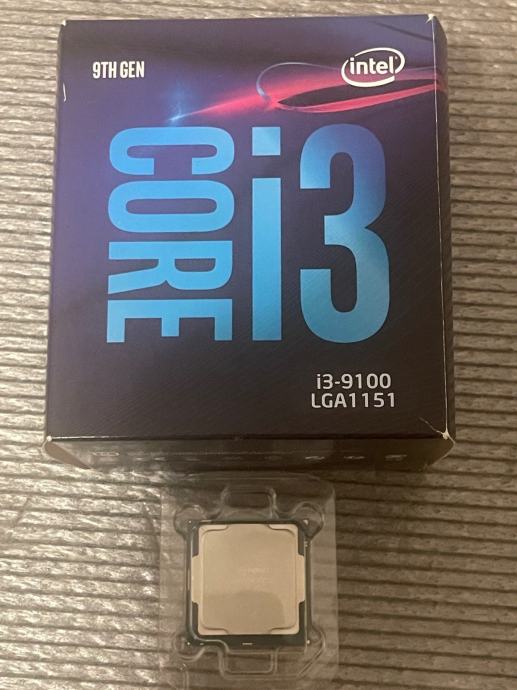 9TH GEN
intel
CORE i3
i3-9100
LGA1151